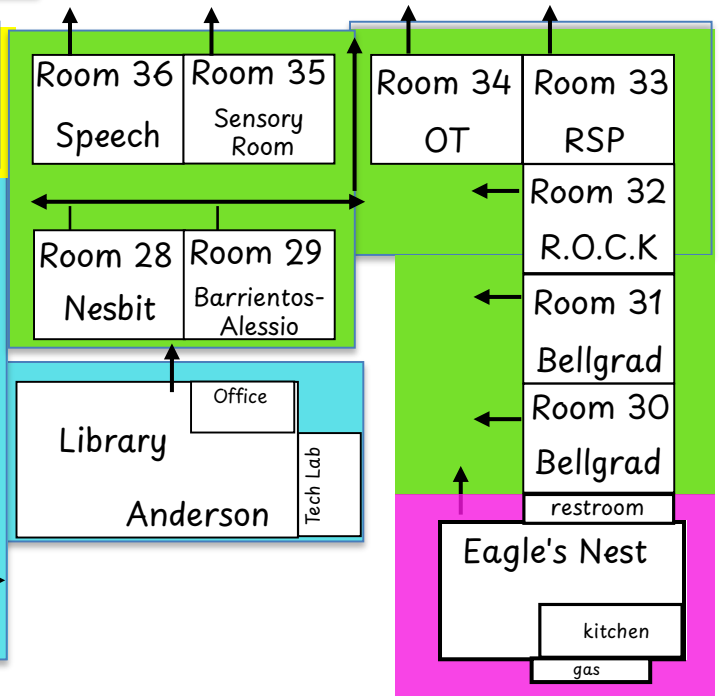 Room 36
Speech
Room 35
Sensory
Room
Room 34
OT
Room 33
RSP
Room 32
R.O.C.K
Room 28
Nesbit
Room 29
Barrientos-
Alessio
Room 31
Bellgrad
Room 30
Bellgrad
Office
Library
Anderson
Tech Lab
restroom
Eagle's Nest
kitchen
gas